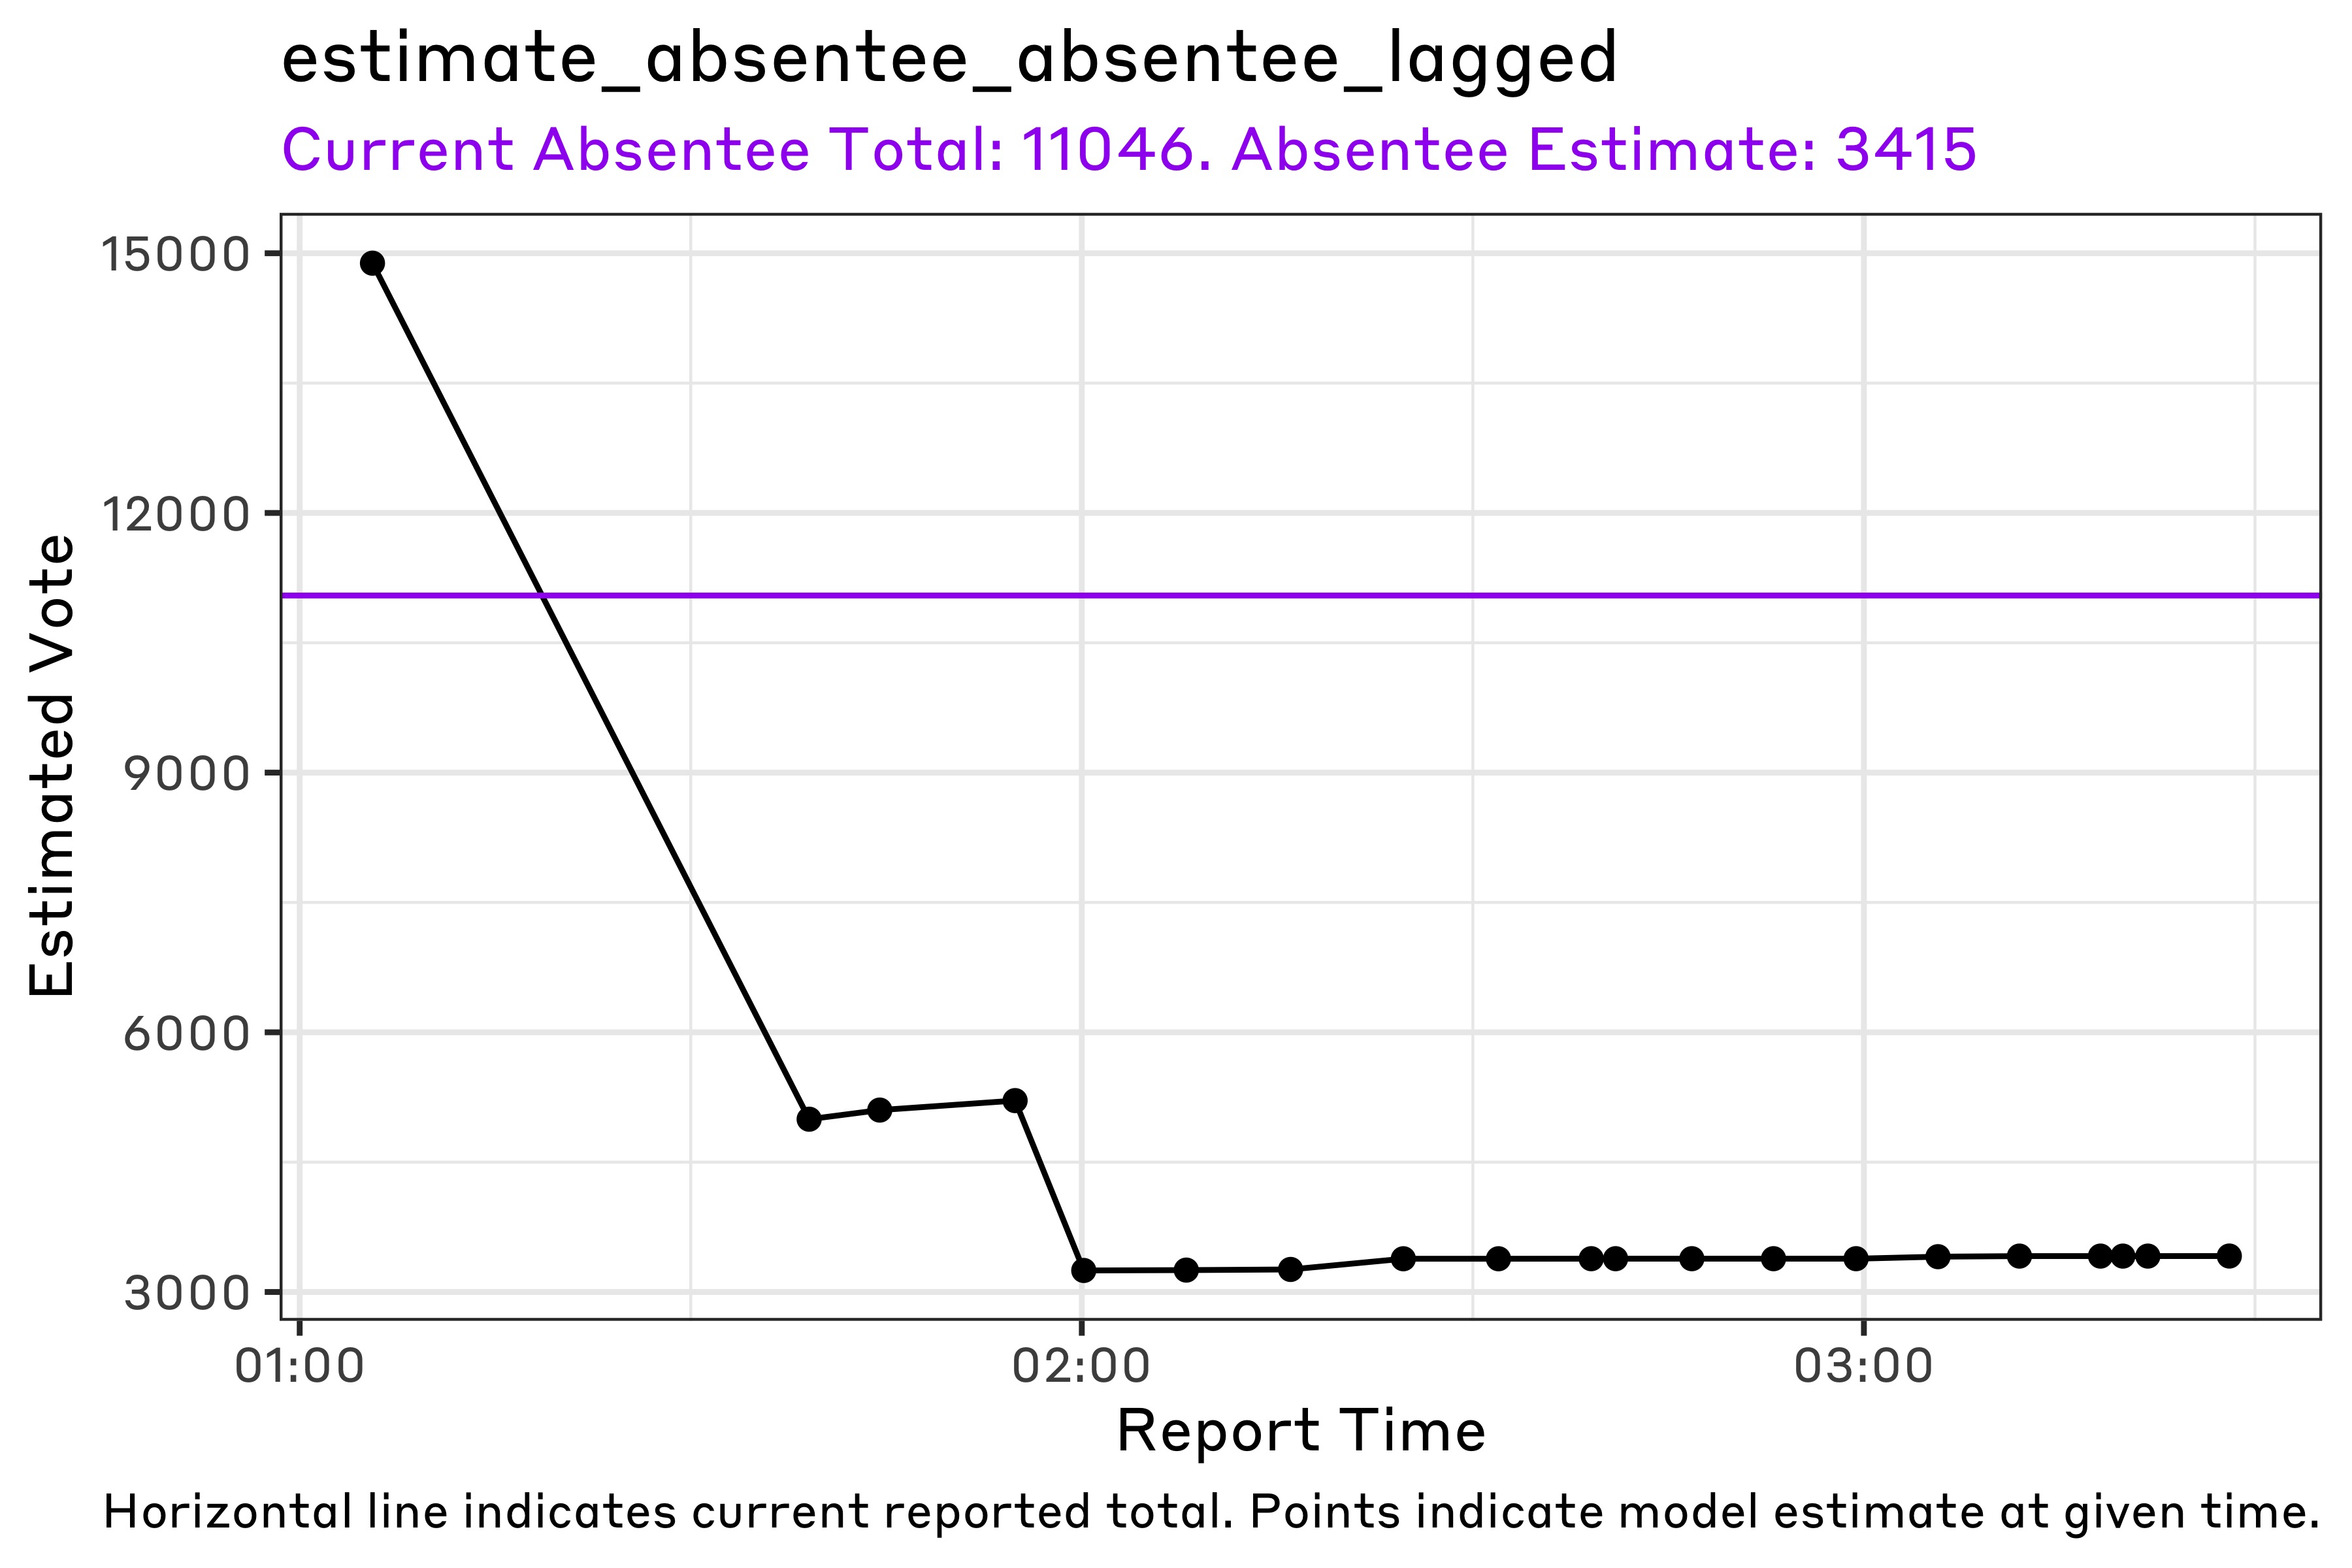 estimate_absentee_absentee_lagged
Current Absentee Total: 11046. Absentee Estimate: 3415
15000
12000
9000
6000
3000
Estimated Vote
01:00 02:00 03:00
Report Time
Horizontal line indicates current reported total. Points indicate model estimate at given time.